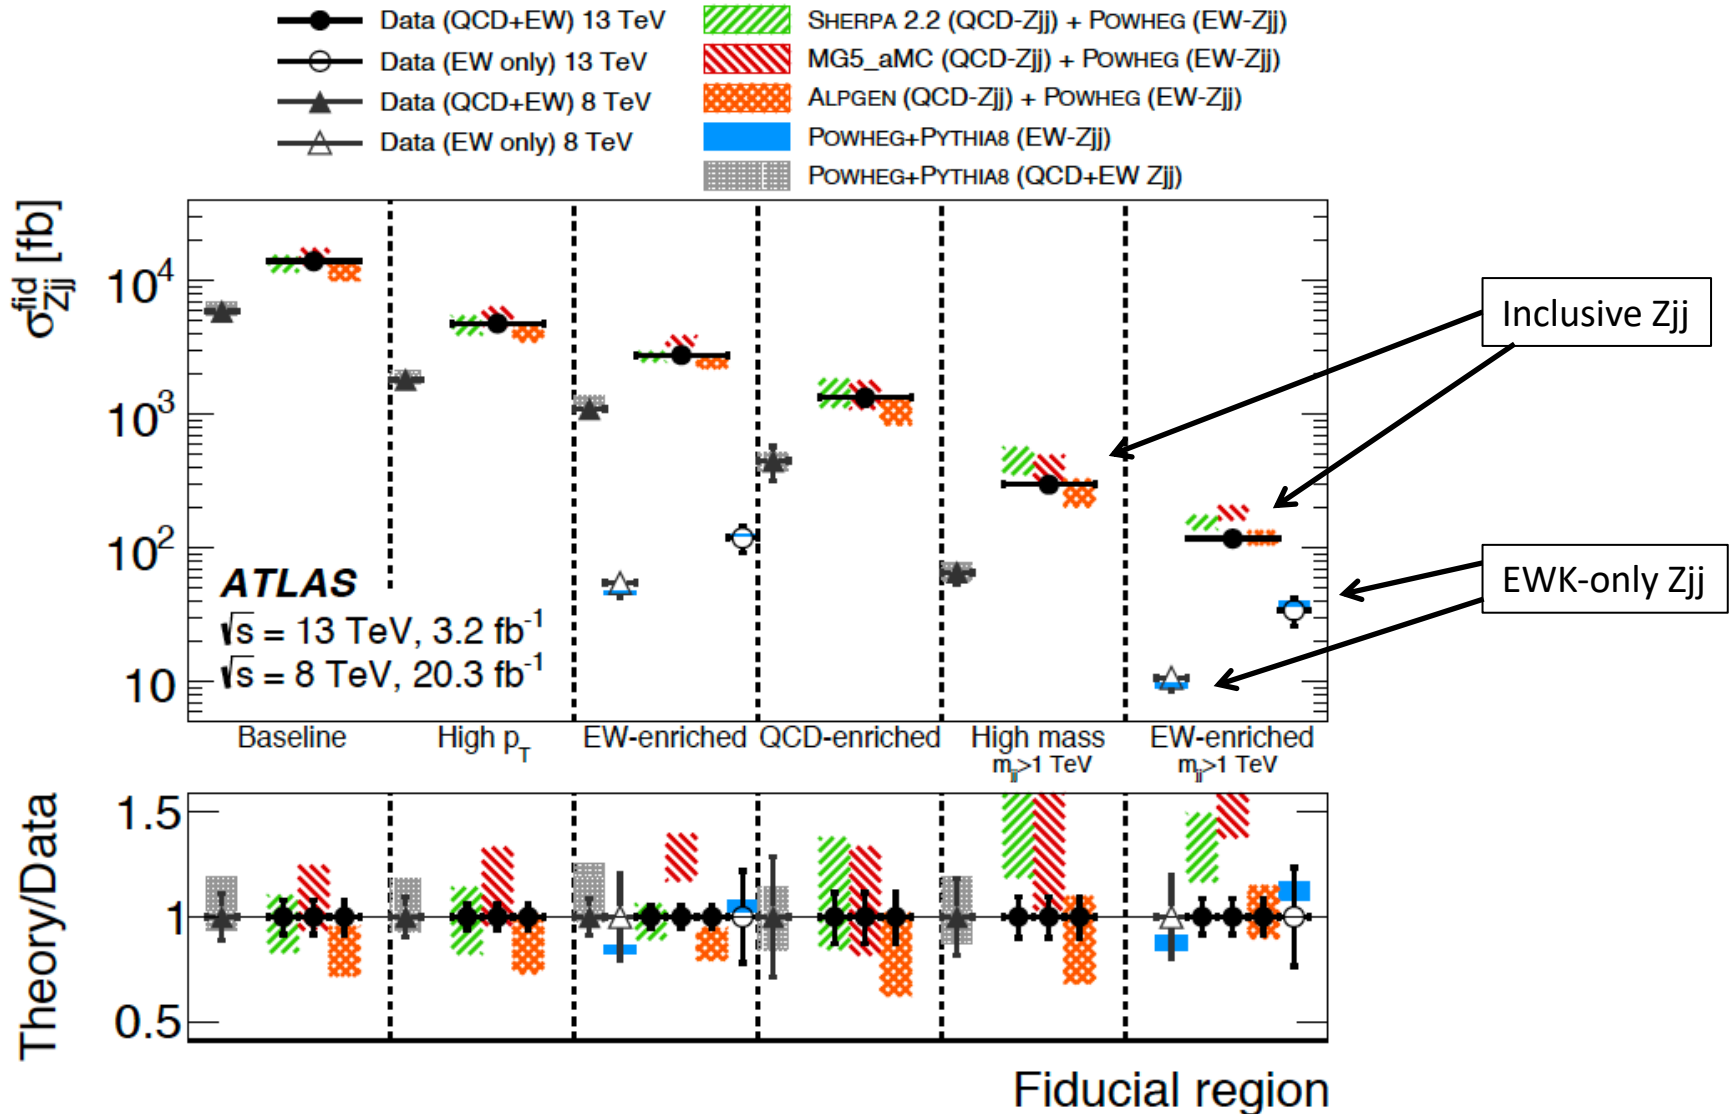 Data (QCD+EW) 13 TeV
Data (EW only) 13 TeV
Data (QCD+EW) 8 TeV
Data (EW only) 8 TeV
SHERPA 2.2 (QCD-Zjj) + POWHEG (EW-Zjj)
MG5_aMC (QCD-Zjj) + POWHEG (EW-Zjj)
ALPGEN (QCD-Zjj) + POWHEG (EW-Zjj)
POWHEG+PYTHIA8 (EW-Zjj)
POWHEG+PYTHIA8 (QCD+EW Zjj)
σ^fid_Zjj [fb]
10^4
10^3
10^2
10
ATLAS
√s = 13 TeV, 3.2 fb^-1
√s = 8 TeV, 20.3 fb^-1
Inclusive Zjj
EWK-only Zjj
Baseline
High p_T
EW-enriched
QCD-enriched
High mass
m_jj>1 TeV
EW-enriched
m_jj>1 TeV
Theory/Data
1.5
1
0.5
Fiducial region